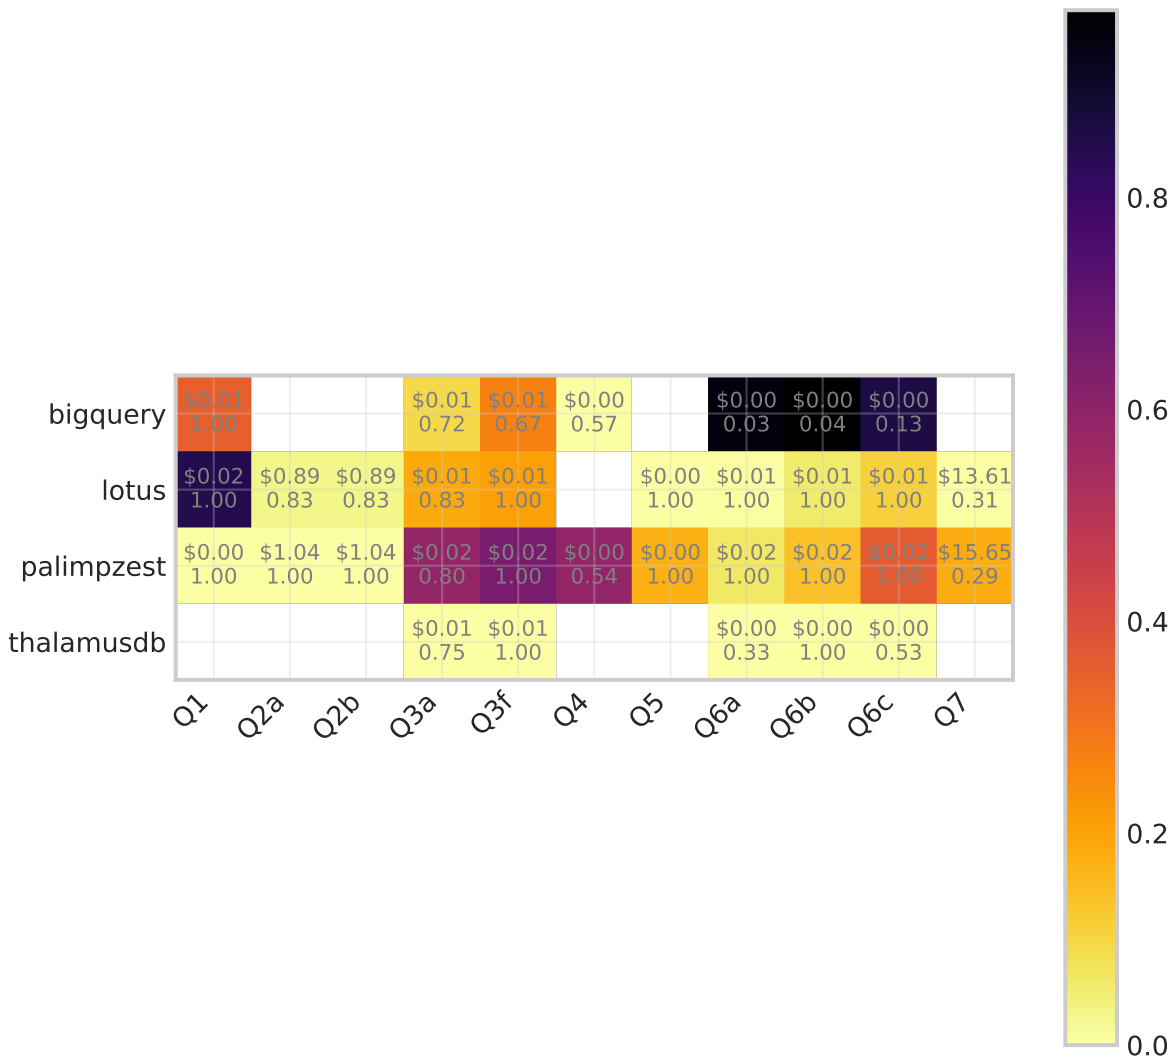 bigquery $0.01 $0.01 $0.01 $0.00 $0.00 $0.00 $0.00
1.00 0.72 0.67 0.57 0.03 0.04 0.13
lotus $0.02 $0.89 $0.89 $0.01 $0.01 $0.00 $0.01 $0.01 $0.01 $13.61
1.00 0.83 0.83 0.83 1.00 1.00 1.00 1.00 1.00 0.31
palimpzest $0.00 $1.04 $1.04 $0.02 $0.02 $0.00 $0.00 $0.02 $0.02 $0.02 $15.65
1.00 1.00 1.00 0.80 1.00 0.54 1.00 1.00 1.00 1.00 0.29
thalamusdb $0.01 $0.01 $0.00 $0.00 $0.00
0.75 1.00 0.33 1.00 0.53
Q1 Q2a Q2b Q3a Q3f Q4 Q5 Q6a Q6b Q6c Q7
0.8
0.6
0.4
0.2
0.0